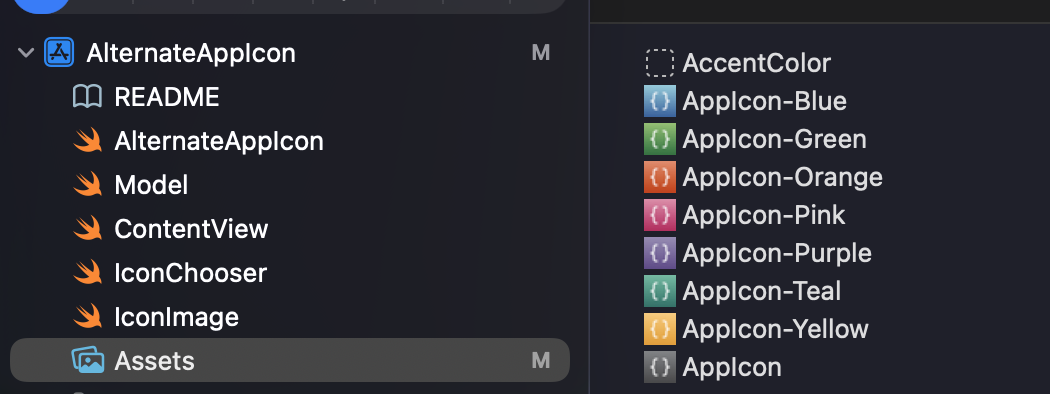 AlternateAppIcon M
README
AlternateAppIcon
Model
ContentView
IconChooser
IconImage
Assets M
AccentColor
{} AppIcon-Blue
{} AppIcon-Green
{} AppIcon-Orange
{} AppIcon-Pink
{} AppIcon-Purple
{} AppIcon-Teal
{} AppIcon-Yellow
{} AppIcon